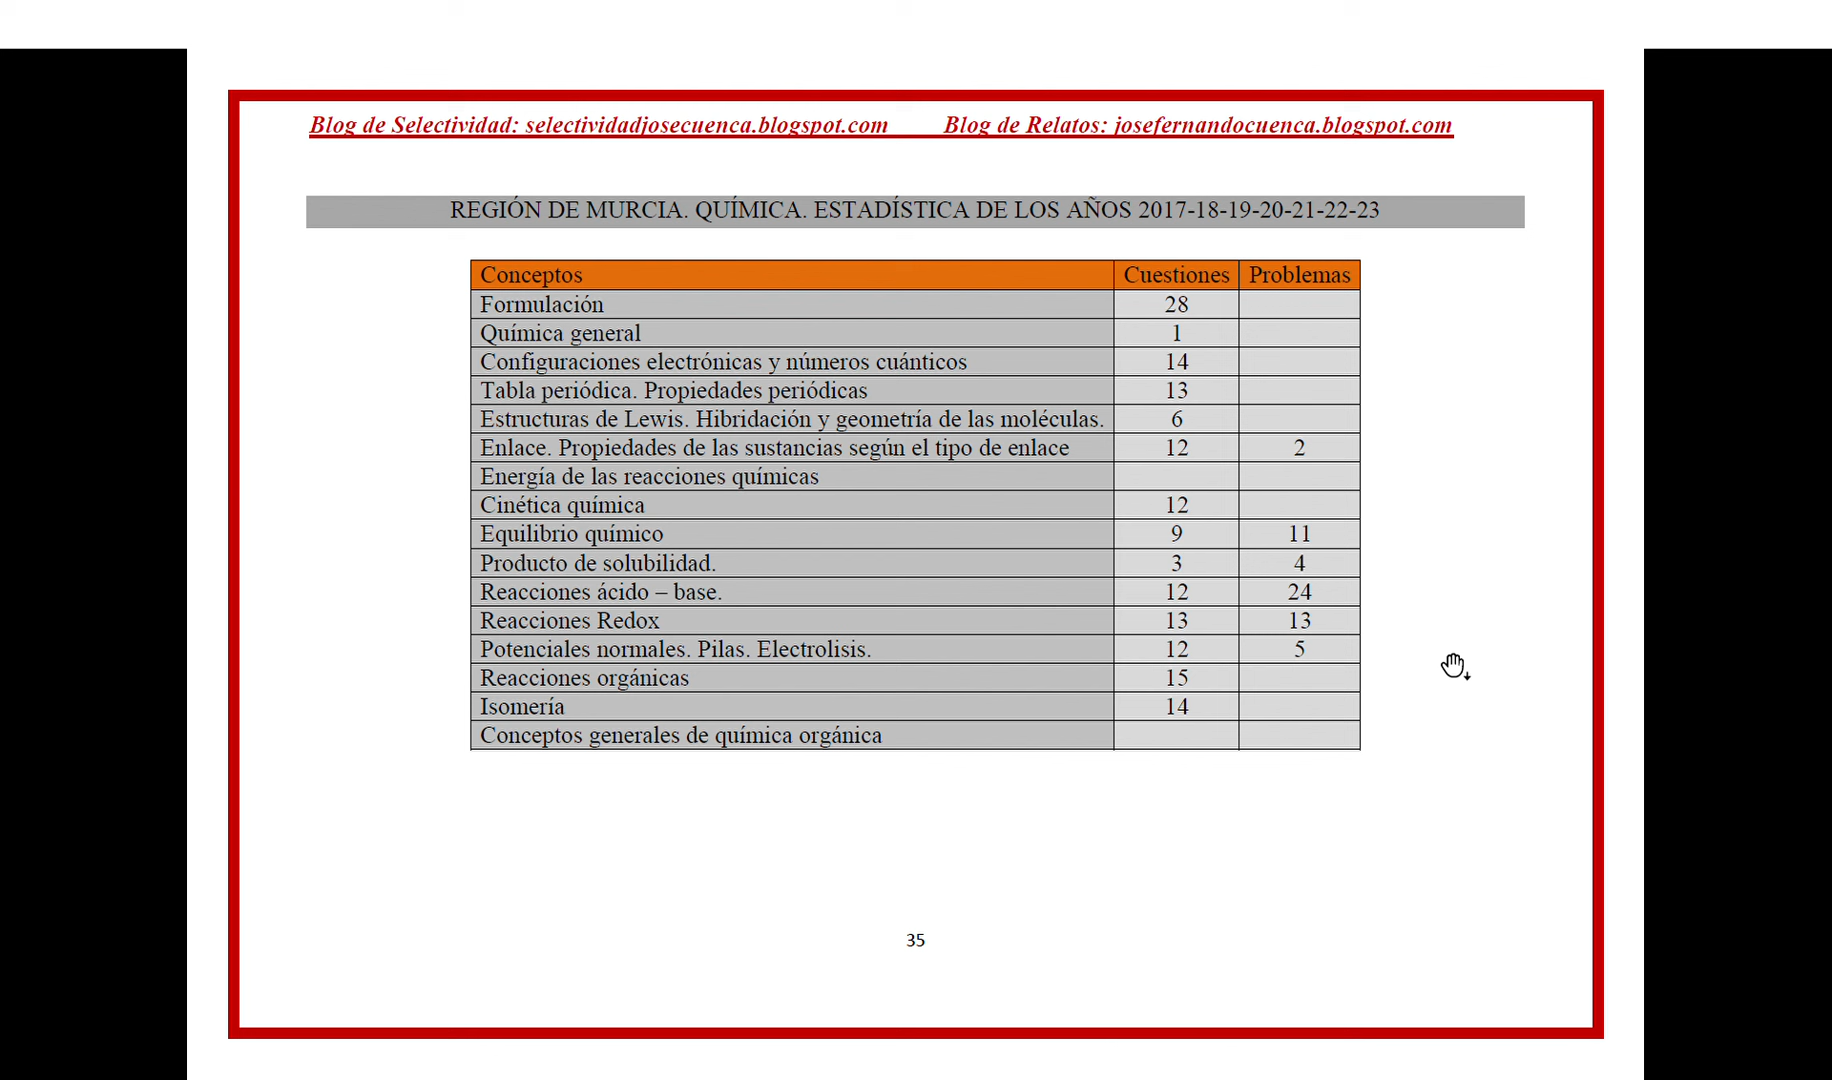 Blog de Selectividad: selectividadjosecuenca.blogspot.com Blog de Relatos: josefernandocuenca.blogspot.com
REGIÓN DE MURCIA. QUÍMICA. ESTADÍSTICA DE LOS AÑOS 2017-18-19-20-21-22-23
Conceptos Cuestiones Problemas
Formulación 28
Química general 1
Configuraciones electrónicas y números cuánticos 14
Tabla periódica. Propiedades periódicas 13
Estructuras de Lewis. Hibridación y geometría de las moléculas. 6
Enlace. Propiedades de las sustancias según el tipo de enlace 12 2
Energía de las reacciones químicas
Cinética química 12
Equilibrio químico 9 11
Producto de solubilidad. 3 4
Reacciones ácido – base. 12 24
Reacciones Redox 13 13
Potenciales normales. Pilas. Electrolisis. 12 5
Reacciones orgánicas 15
Isomería 14
Conceptos generales de química orgánica
35